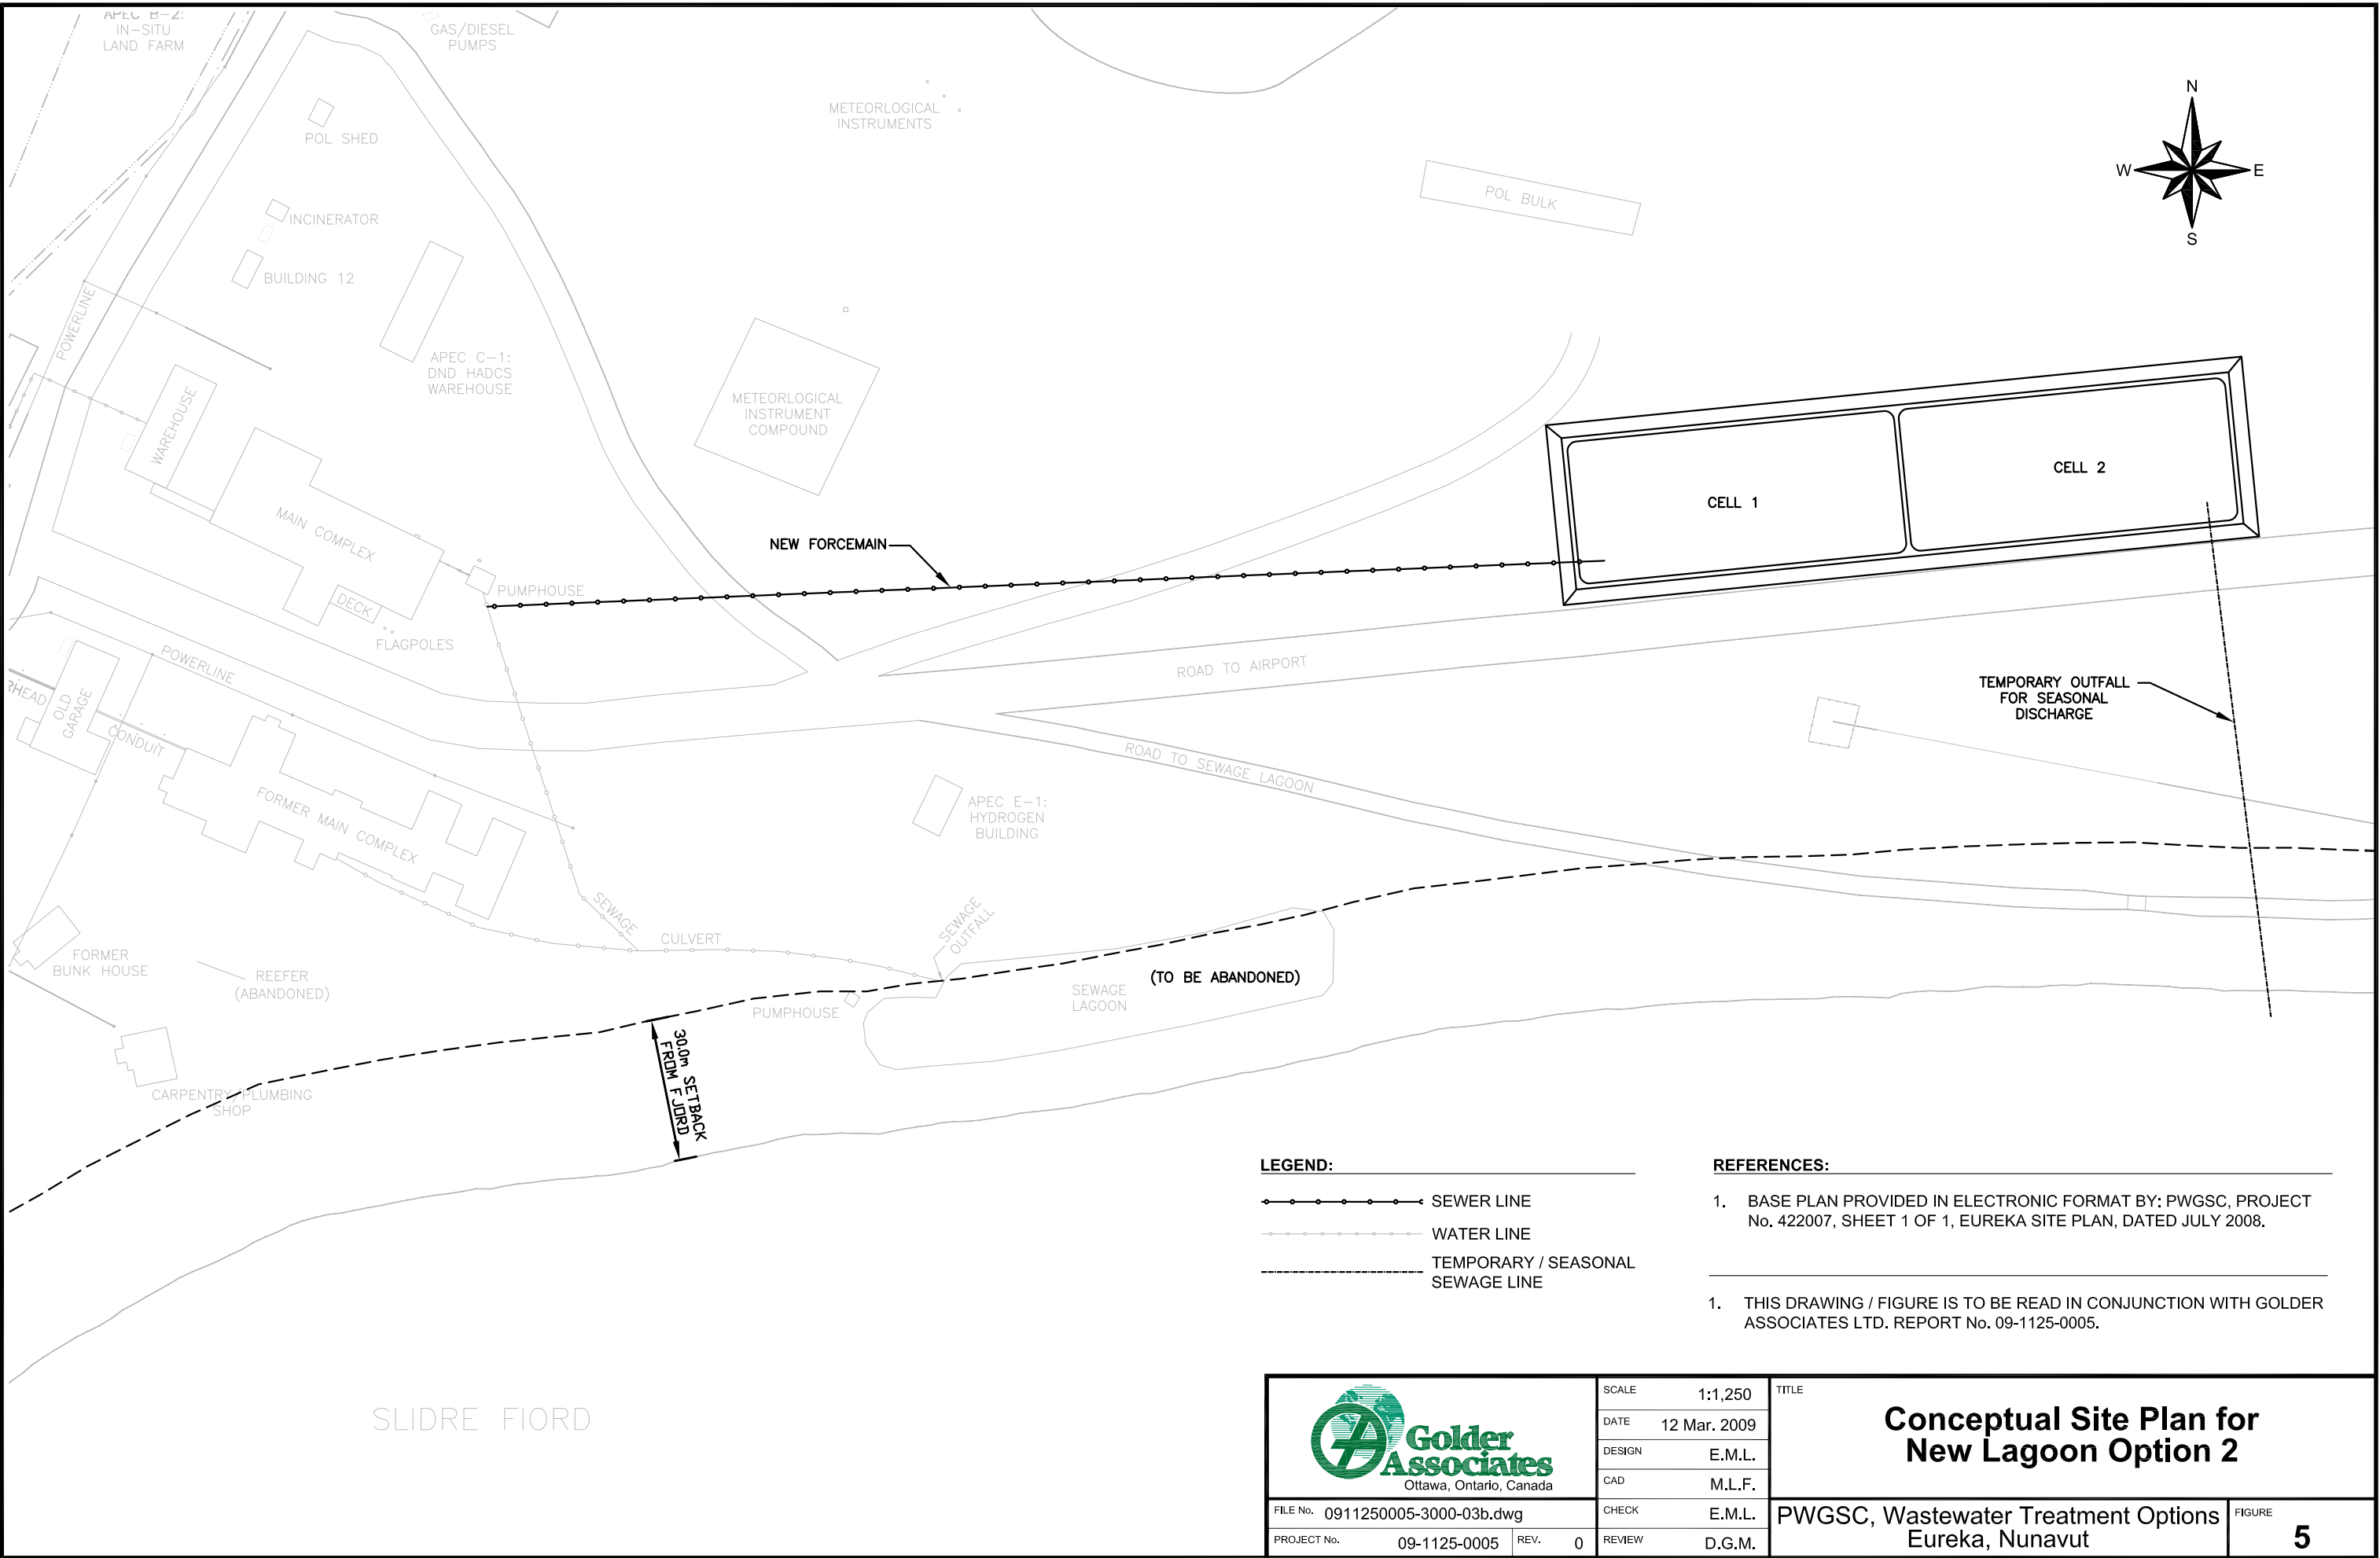 APEC B-2:
IN-SITU
LAND FARM
GAS/DIESEL
PUMPS
POL SHED
METEORLOGICAL
INSTRUMENTS
N
W
E
S
POL BULK
INCINERATOR
BUILDING 12
POWERLINE
APEC C-1:
DND HADCS
WAREHOUSE
METEORLOGICAL
INSTRUMENT
COMPOUND
WAREHOUSE
MAIN COMPLEX
CELL 1
CELL 2
NEW FORCEMAIN
PUMPHOUSE
DECK
FLAGPOLES
POWERLINE
RHEAD
OLD
GARAGE
CONDUIT
ROAD TO AIRPORT
TEMPORARY OUTFALL
FOR SEASONAL
DISCHARGE
ROAD TO SEWAGE LAGOON
FORMER MAIN COMPLEX
APEC E-1:
HYDROGEN
BUILDING
SEWAGE
CULVERT
SEWAGE
OUTFALL
FORMER
BUNK HOUSE
REEFER
(ABANDONED)
SEWAGE
LAGOON
(TO BE ABANDONED)
PUMPHOUSE
30.0m SETBACK
FROM FJORD
CARPENTRY/PLUMBING
SHOP
SLIDRE FIORD
LEGEND:
SEWER LINE
WATER LINE
TEMPORARY / SEASONAL
SEWAGE LINE
REFERENCES:
1. BASE PLAN PROVIDED IN ELECTRONIC FORMAT BY: PWGSC, PROJECT
No. 422007, SHEET 1 OF 1, EUREKA SITE PLAN, DATED JULY 2008.
1. THIS DRAWING / FIGURE IS TO BE READ IN CONJUNCTION WITH GOLDER
ASSOCIATES LTD. REPORT No. 09-1125-0005.
Golder
Associates
Ottawa, Ontario, Canada
FILE No. 0911250005-3000-03b.dwg
PROJECT No. 09-1125-0005 REV. 0
SCALE 1:1,250
DATE 12 Mar. 2009
DESIGN E.M.L.
CAD M.L.F.
CHECK E.M.L.
REVIEW D.G.M.
TITLE
Conceptual Site Plan for
New Lagoon Option 2
PWGSC, Wastewater Treatment Options
Eureka, Nunavut
FIGURE
5